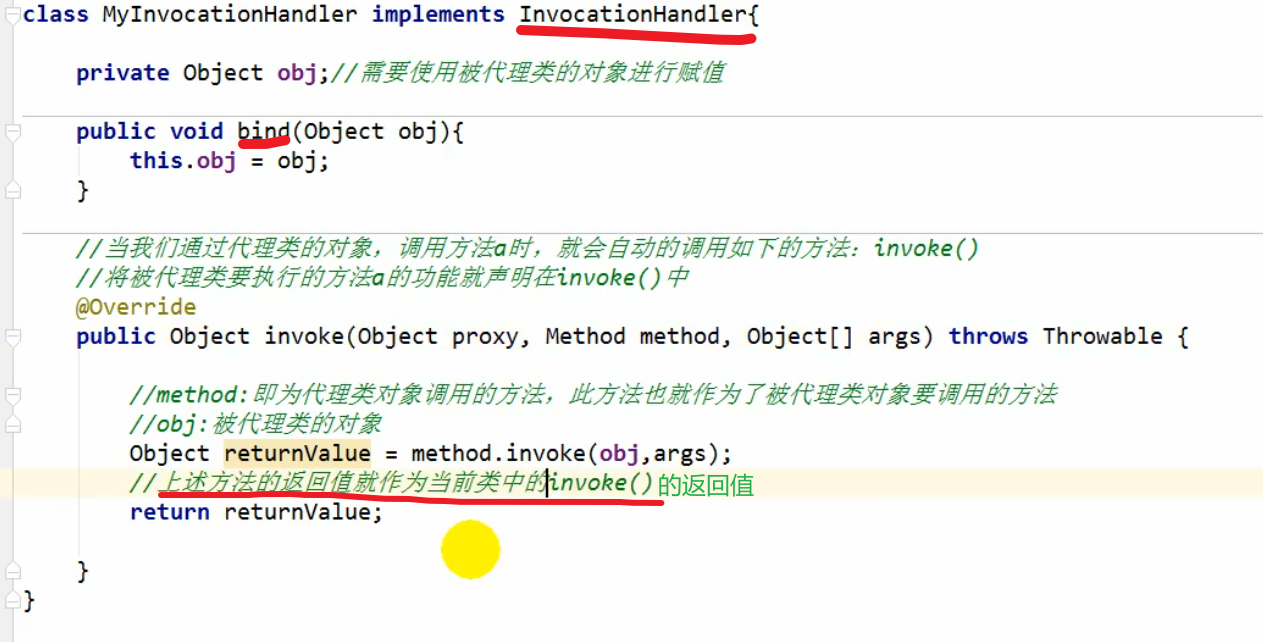 class MyInvocationHandler implements InvocationHandler{
private Object obj;//需要使用被代理类的对象进行赋值
public void bind(Object obj){
this.obj = obj;
}
//当我们通过代理类的对象，调用方法a时，就会自动的调用如下的方法：invoke()
//将被代理类要执行的方法a的功能就声明在invoke()中
@Override
public Object invoke(Object proxy, Method method, Object[] args) throws Throwable {
//method:即为代理类对象调用的方法，此方法也就作为了被代理类对象要调用的方法
//obj:被代理类的对象
Object returnValue = method.invoke(obj,args);
//上述方法的返回值就作为当前类中的invoke()的返回值
return returnValue;
}
}